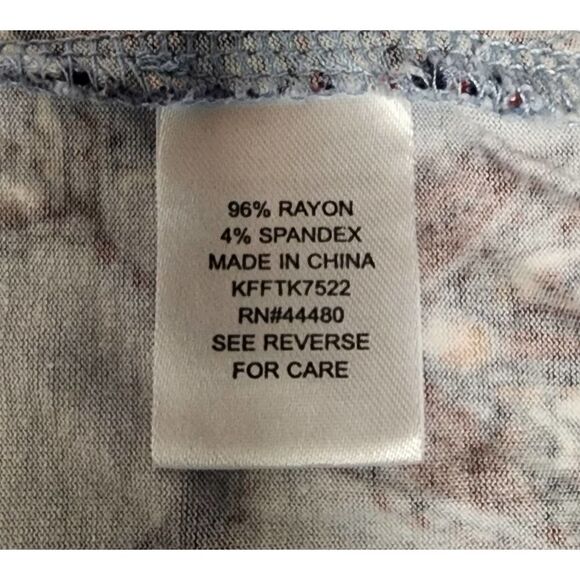 96% RAYON
4% SPANDEX
MADE IN CHINA
KFFTK7522
RN#44480
SEE REVERSE
FOR CARE